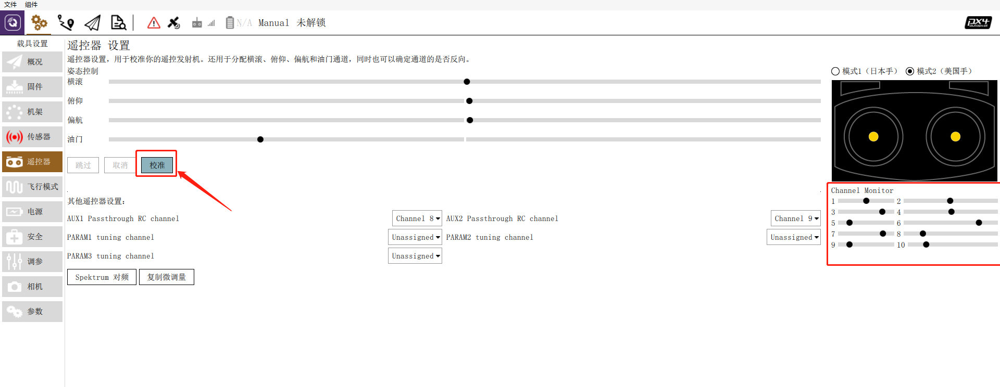 文件 组件
N/A Manual 未解锁
PX4 autopilot
载具设置
概况
固件
机架
传感器
遥控器
飞行模式
电源
安全
调参
相机
参数
遥控器 设置
遥控器设置，用于校准你的遥控发射机。还用于分配横滚、俯仰、偏航和油门通道，同时也可以确定通道的是否反向。
姿态控制
横滚
俯仰
偏航
油门
跳过 取消 校准
其他遥控器设置：
AUX1 Passthrough RC channel Channel 8 AUX2 Passthrough RC channel Channel 9
PARAM1 tuning channel Unassigned PARAM2 tuning channel Unassigned
PARAM3 tuning channel Unassigned
Spektrum 对频 复制微调量
模式1（日本手） 模式2（美国手）
Channel Monitor
1 2
3 4
5 6
7 8
9 10